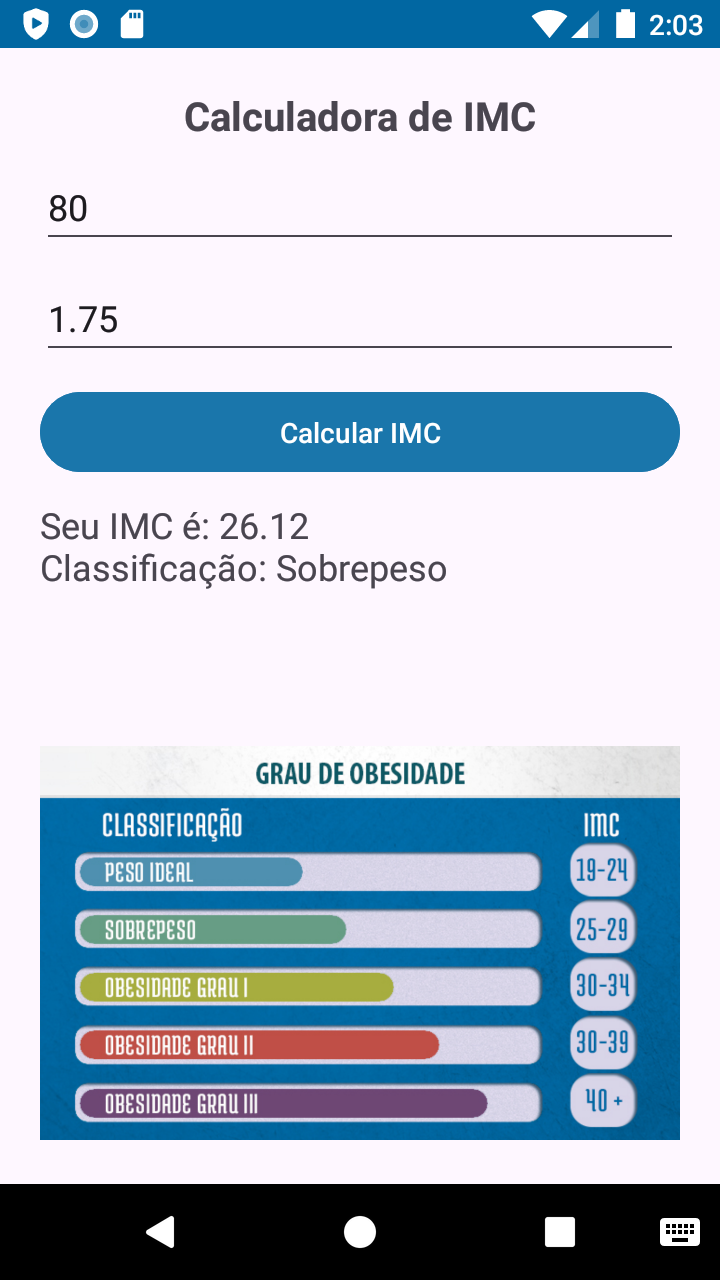 2:03
Calculadora de IMC
80
1.75
Calcular IMC
Seu IMC é: 26.12
Classificação: Sobrepeso
GRAU DE OBESIDADE
CLASSIFICAÇÃO IMC
PESO IDEAL 19-24
SOBREPESO 25-29
OBESIDADE GRAU I 30-34
OBESIDADE GRAU II 30-39
OBESIDADE GRAU III 40 +